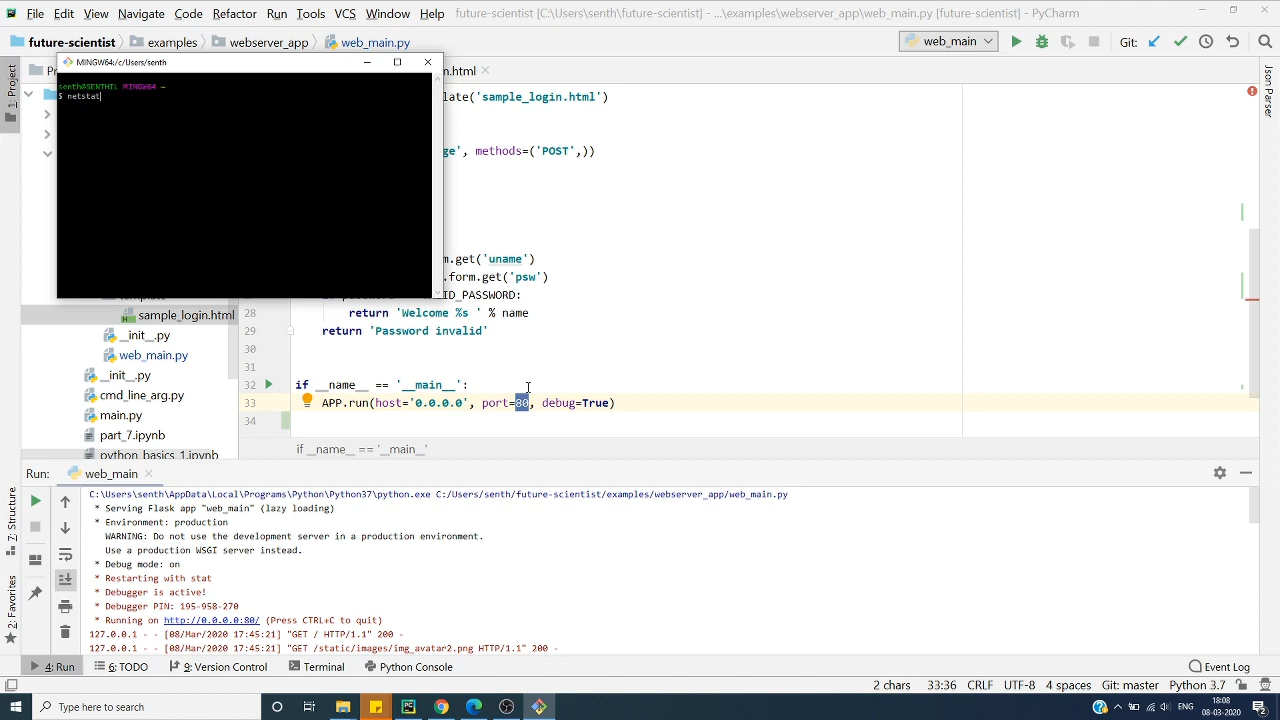 File Edit View Navigate Code Refactor Run Tools VCS Window Help future-scientist [C:\Users\senth\future-scientist] - ...\examples\webserver_app\web_main.py [future-scientist] - PyCharm
future-scientist examples webserver_app web_main.py web_main Git:
MINGW64:/c/Users/senth
senth@SENTHIL MINGW64 ~
$ netstat
1: Project
.html
Json Parser
late('sample_login.html')
ge', methods=('POST',))
m.get('uname')
.form.get('psw')
ID_PASSWORD:
sample_login.html
28 return 'Welcome %s ' % name
__init__.py
29 return 'Password invalid'
30
web_main.py
31
__init__.py
32 if __name__ == '__main__':
cmd_line_arg.py
33 APP.run(host='0.0.0.0', port=80, debug=True)
main.py
34
part_7.ipynb
python_basics_1.ipynb
if __name__ == '__main__'
Run: web_main
C:\Users\senth\AppData\Local\Programs\Python\Python37\python.exe C:/Users/senth/future-scientist/examples/webserver_app/web_main.py
* Serving Flask app "web_main" (lazy loading)
* Environment: production
WARNING: Do not use the development server in a production environment.
Use a production WSGI server instead.
* Debug mode: on
* Restarting with stat
* Debugger is active!
* Debugger PIN: 195-958-270
* Running on http://0.0.0.0:80/ (Press CTRL+C to quit)
127.0.0.1 - - [08/Mar/2020 17:45:21] "GET / HTTP/1.1" 200 -
127.0.0.1 - - [08/Mar/2020 17:45:21] "GET /static/images/img_avatar2.png HTTP/1.1" 200 -
Z: Structure
2: Favorites
4: Run 6: TODO 9: Version Control Terminal Python Console Event Log
2 chars 33:36 CRLF UTF-8 4 spaces Git: master Python 3.7
Type here to search
ENG 18:08
08-03-2020